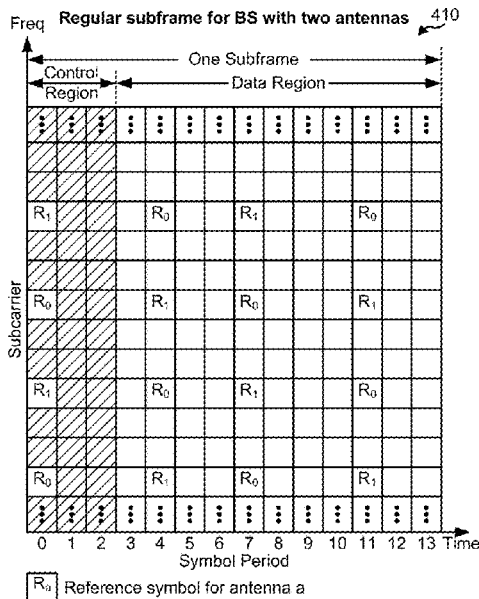 Regular subframe for BS with two antennas
410
Freq
One Subframe
Control Region
Data Region
R1 R0 R1 R0
R0 R1 R0 R1
R1 R0 R1 R0
R0 R1 R0 R1
Subcarrier
0 1 2 3 4 5 6 7 8 9 10 11 12 13 Time
Symbol Period
Ra Reference symbol for antenna a